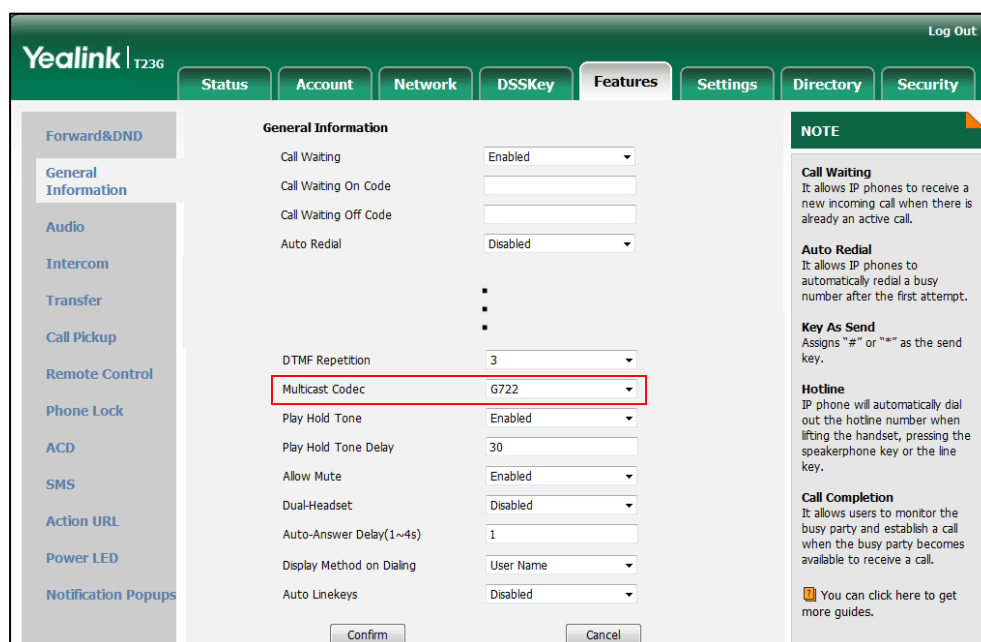 Log Out
Yealink T23G
Status Account Network DSSKey Features Settings Directory Security
Forward&DND
General
Information
Audio
Intercom
Transfer
Call Pickup
Remote Control
Phone Lock
ACD
SMS
Action URL
Power LED
Notification Popups
General Information
Call Waiting Enabled
Call Waiting On Code
Call Waiting Off Code
Auto Redial Disabled
DTMF Repetition 3
Multicast Codec G722
Play Hold Tone Enabled
Play Hold Tone Delay 30
Allow Mute Enabled
Dual-Headset Disabled
Auto-Answer Delay(1~4s) 1
Display Method on Dialing User Name
Auto Linekeys Disabled
Confirm Cancel
NOTE
Call Waiting
It allows IP phones to receive a
new incoming call when there is
already an active call.
Auto Redial
It allows IP phones to
automatically redial a busy
number after the first attempt.
Key As Send
Assigns "#" or "*" as the send
key.
Hotline
IP phone will automatically dial
out the hotline number when
lifting the handset, pressing the
speakerphone key or the line
key.
Call Completion
It allows users to monitor the
busy party and establish a call
when the busy party becomes
available to receive a call.
You can click here to get
more guides.